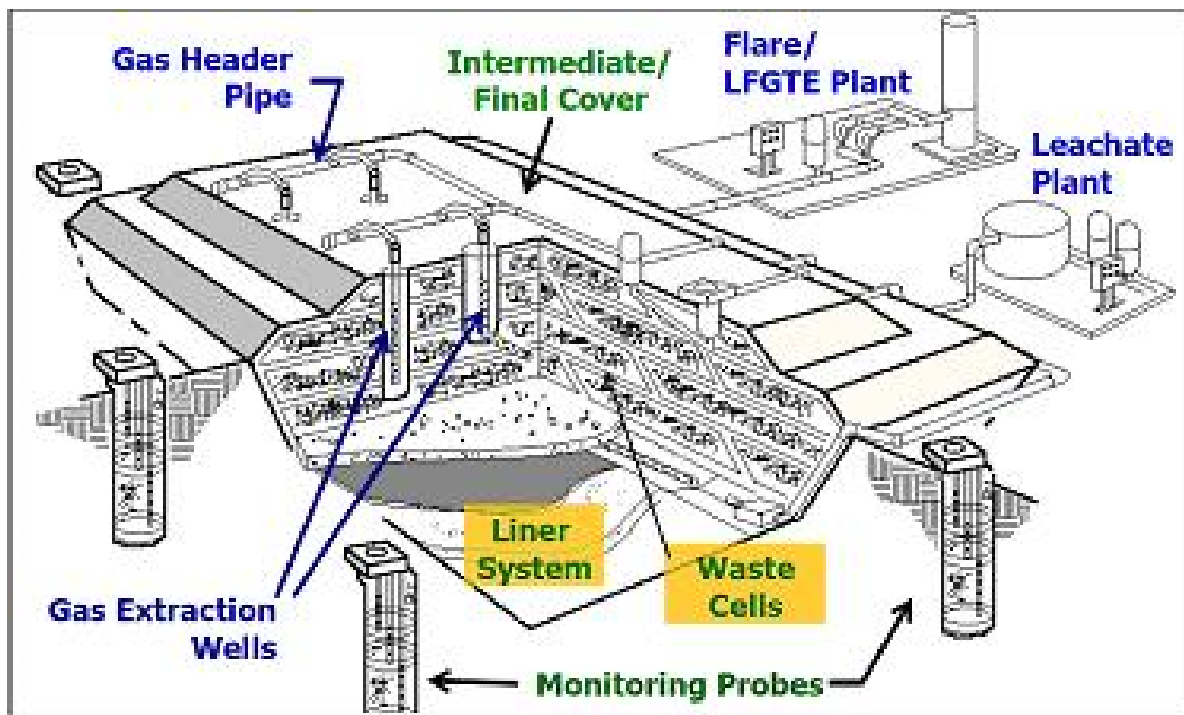 Gas Header
Pipe
Intermediate/
Final Cover
Flare/
LFGTE Plant
Leachate
Plant
Liner
System
Waste
Cells
Gas Extraction
Wells
Monitoring Probes